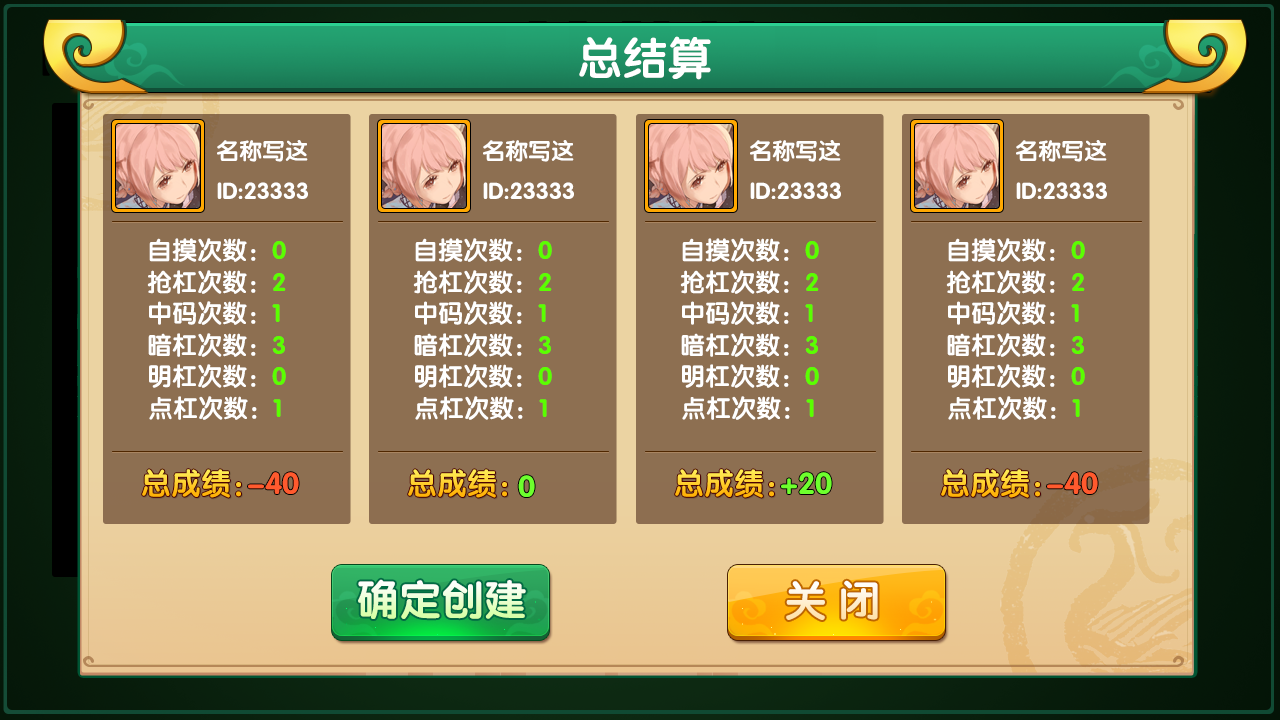 总结算
名称写这
ID:23333
自摸次数：0
抢杠次数：2
中码次数：1
暗杠次数：3
明杠次数：0
点杠次数：1
总成绩:-40
名称写这
ID:23333
自摸次数：0
抢杠次数：2
中码次数：1
暗杠次数：3
明杠次数：0
点杠次数：1
总成绩:0
名称写这
ID:23333
自摸次数：0
抢杠次数：2
中码次数：1
暗杠次数：3
明杠次数：0
点杠次数：1
总成绩:+20
名称写这
ID:23333
自摸次数：0
抢杠次数：2
中码次数：1
暗杠次数：3
明杠次数：0
点杠次数：1
总成绩:-40
确定创建
关闭